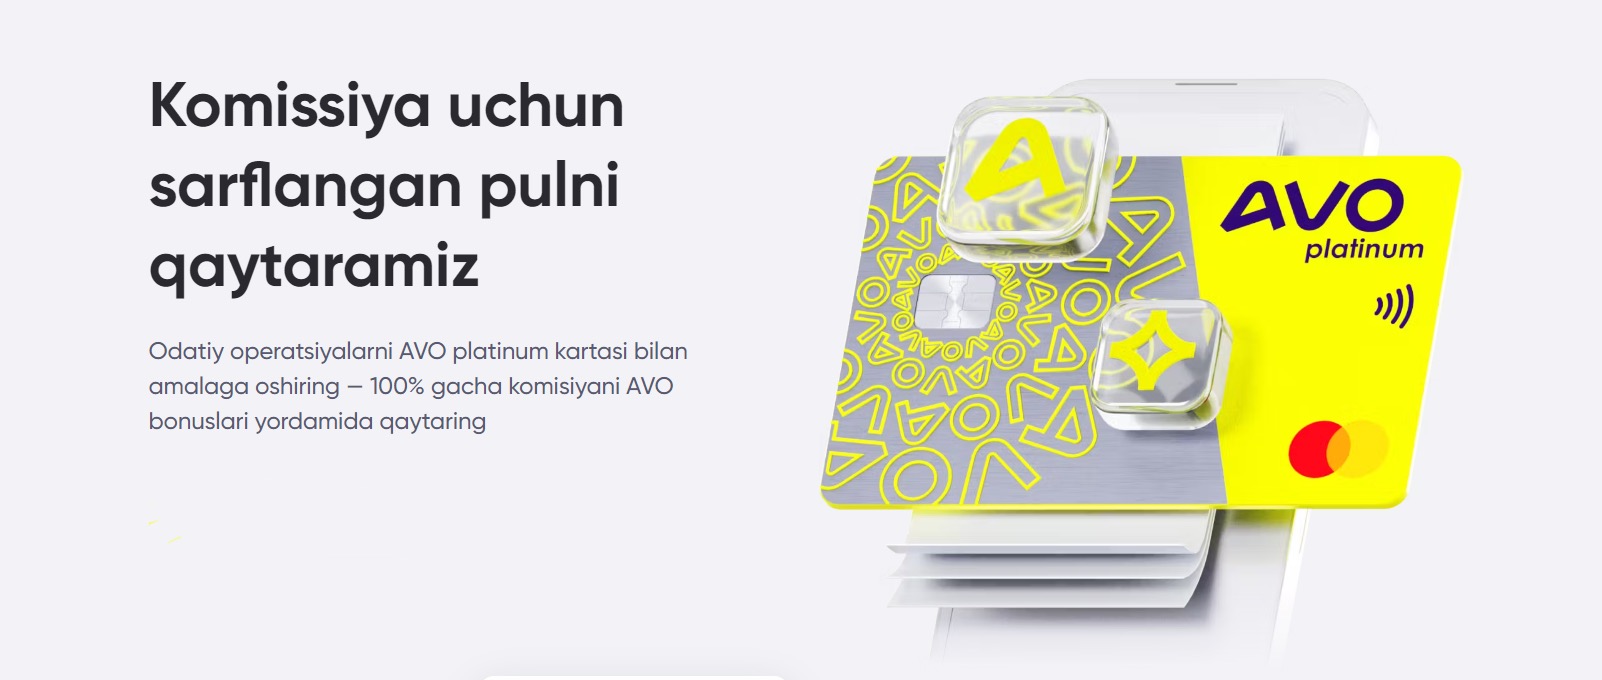 Komissiya uchun
sarflangan pulni
qaytaramiz
Odatiy operatsiyalarni AVO platinum kartasi bilan
amalaga oshiring — 100% gacha komisiyani AVO
bonuslari yordamida qaytaring
AVO
platinum